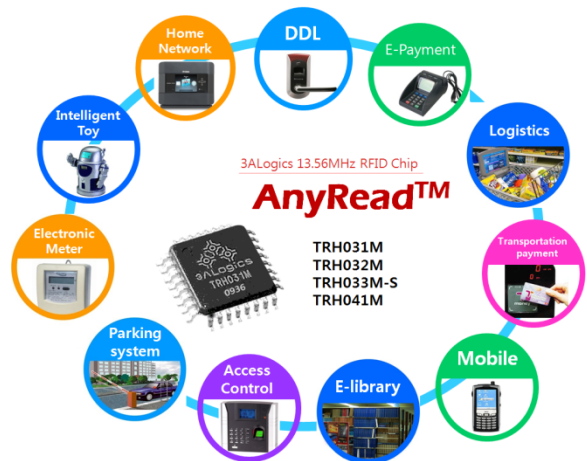 Home
Network
DDL
E-Payment
Intelligent
Toy
Logistics
3ALogics 13.56MHz RFID Chip
AnyRead™
Electronic
Meter
Transportation
payment
TRH031M
TRH032M
TRH033M-S
TRH041M
3ALOGICS
TRH031M
0936
Parking
system
Access
Control
E-library
Mobile